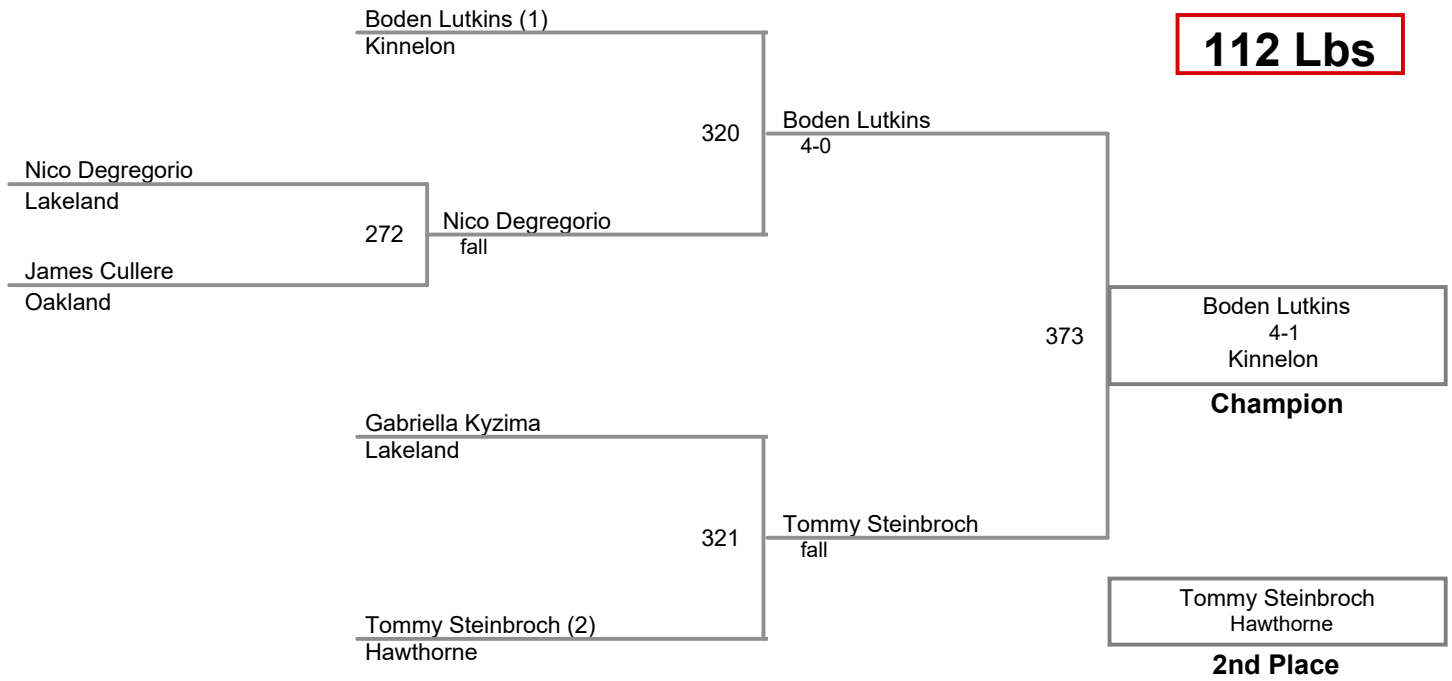 Boden Lutkins (1)
Kinnelon
112 Lbs
320
Boden Lutkins
4-0
Nico Degregorio
Lakeland
272
Nico Degregorio
fall
James Cullere
Oakland
373
Boden Lutkins
4-1
Kinnelon
Champion
Gabriella Kyzima
Lakeland
321
Tommy Steinbroch
fall
Tommy Steinbroch (2)
Hawthorne
Tommy Steinbroch
Hawthorne
2nd Place